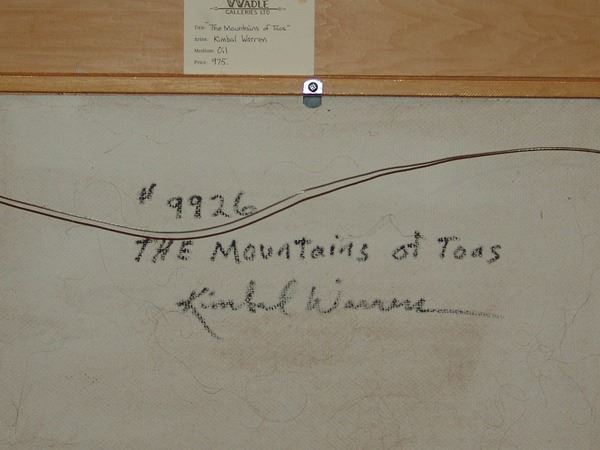 WADLE
GALLERIES LTD
Title: "The Mountains of Taos"
Artist: Kimbal Warren
Medium: Oil
Price: 975.
# 9926
THE Mountains of Toas
Kimbal Warren